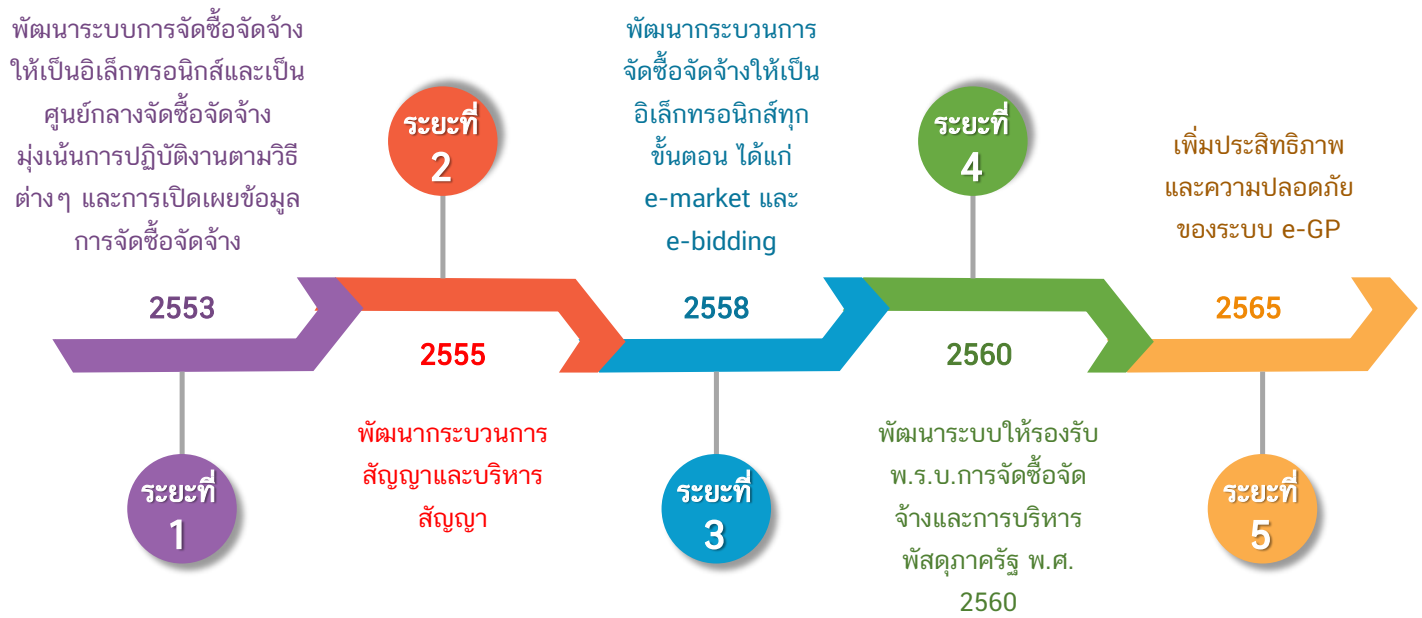 พัฒนาระบบการจัดซื้อจัดจ้าง
ให้เป็นอิเล็กทรอนิกส์และเป็น
ศูนย์กลางจัดซื้อจัดจ้าง
มุ่งเน้นการปฏิบัติงานตามวิธี
ต่างๆ และการเปิดเผยข้อมูล
การจัดซื้อจัดจ้าง
2553
ระยะที่
1
ระยะที่
2
2555
พัฒนากระบวนการ
สัญญาและบริหาร
สัญญา
พัฒนากระบวนการ
จัดซื้อจัดจ้างให้เป็น
อิเล็กทรอนิกส์ทุก
ขั้นตอน ได้แก่
e-market และ
e-bidding
2558
ระยะที่
3
ระยะที่
4
2560
พัฒนาระบบให้รองรับ
พ.ร.บ.การจัดซื้อจัด
จ้างและการบริหาร
พัสดุภาครัฐ พ.ศ.
2560
เพิ่มประสิทธิภาพ
และความปลอดภัย
ของระบบ e-GP
2565
ระยะที่
5